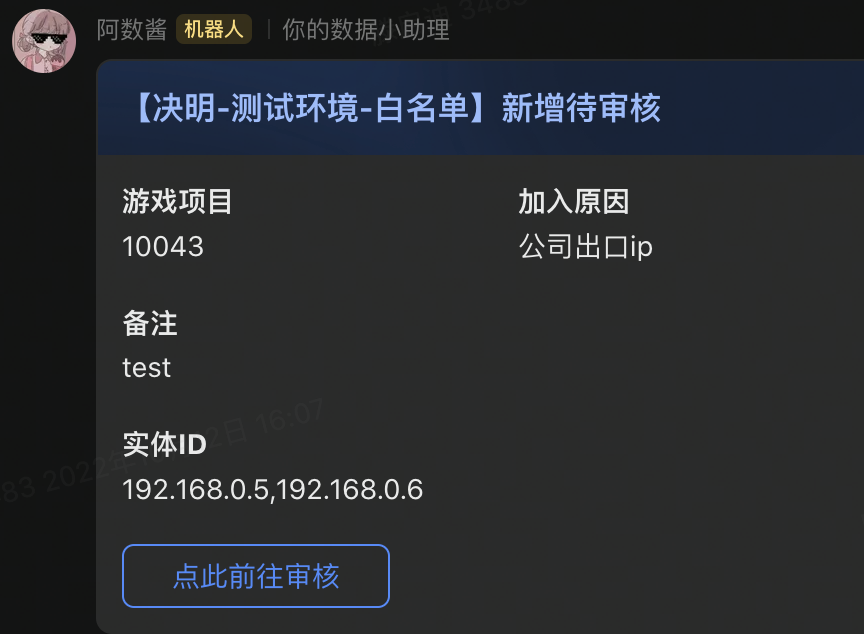 阿数酱 机器人 | 你的数据小助理
【决明-测试环境-白名单】新增待审核
游戏项目
10043
加入原因
公司出口ip
备注
test
实体ID
192.168.0.5,192.168.0.6
点此前往审核